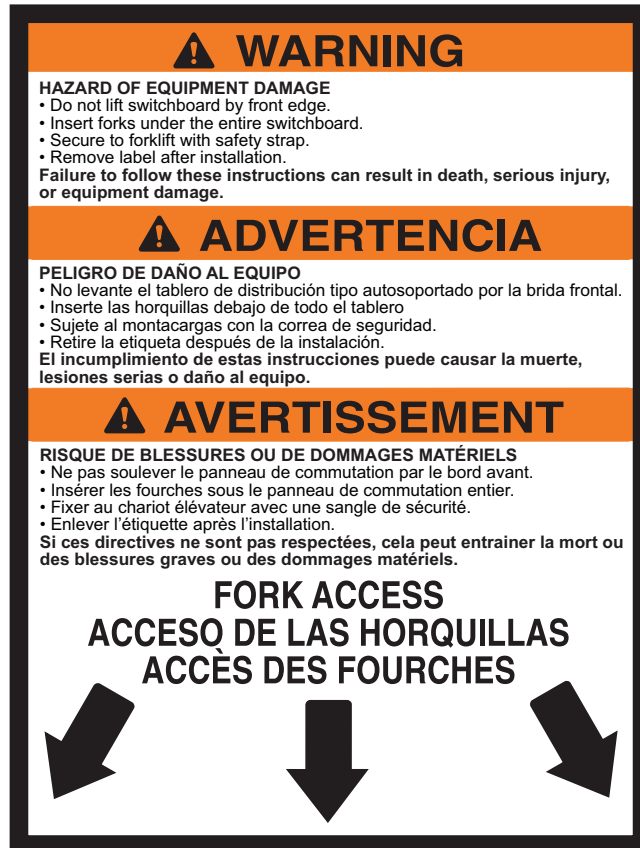 WARNING
HAZARD OF EQUIPMENT DAMAGE
• Do not lift switchboard by front edge.
• Insert forks under the entire switchboard.
• Secure to forklift with safety strap.
• Remove label after installation.
Failure to follow these instructions can result in death, serious injury,
or equipment damage.
ADVERTENCIA
PELIGRO DE DAÑO AL EQUIPO
• No levante el tablero de distribución tipo autosoportado por la brida frontal.
• Inserte las horquillas debajo de todo el tablero
• Sujete al montacargas con la correa de seguridad.
• Retire la etiqueta después de la instalación.
El incumplimiento de estas instrucciones puede causar la muerte,
lesiones serias o daño al equipo.
AVERTISSEMENT
RISQUE DE BLESSURES OU DE DOMMAGES MATÉRIELS
• Ne pas soulever le panneau de commutation par le bord avant.
• Insérer les fourches sous le panneau de commutation entier.
• Fixer au chariot élévateur avec une sangle de sécurité.
• Enlever l’étiquette après l’installation.
Si ces directives ne sont pas respectées, cela peut entrainer la mort ou
des blessures graves ou des dommages matériels.
FORK ACCESS
ACCESO DE LAS HORQUILLAS
ACCÈS DES FOURCHES